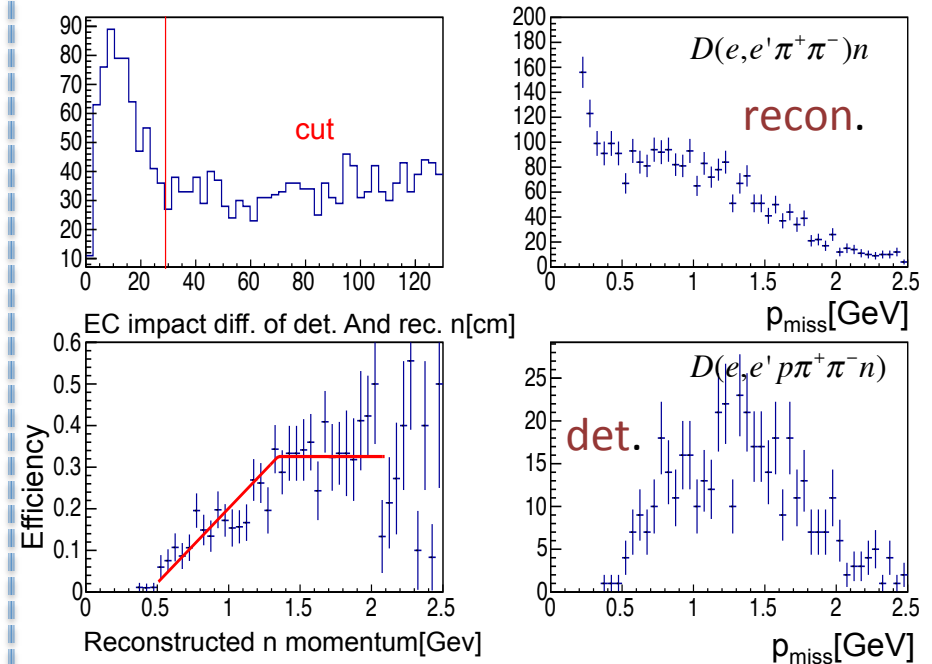 90
80
70
60
50
40
30
20
10
0 20 40 60 80 100 120
cut
EC impact diff. of det. And rec. n[cm]
200
180
160
140
120
100
80
60
40
20
0
0 0.5 1 1.5 2 2.5
D(e,e'π⁺π⁻)n
recon.
p_miss[GeV]
0.6
0.5
0.4
0.3
0.2
0.1
0
0 0.5 1 1.5 2 2.5
Efficiency
Reconstructed n momentum[Gev]
25
20
15
10
5
0
0 0.5 1 1.5 2 2.5
D(e,e'pπ⁺π⁻n)
det.
p_miss[GeV]